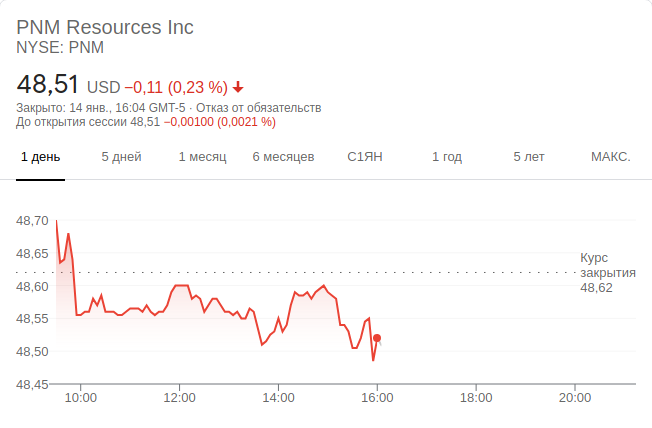 PNM Resources Inc
NYSE: PNM
48,51 USD −0,11 (0,23 %)
Закрыто: 14 янв., 16:04 GMT-5 · Отказ от обязательств
До открытия сессии 48,51 −0,00100 (0,0021 %)
1 день 5 дней 1 месяц 6 месяцев С1ЯН 1 год 5 лет МАКС.
48,70
48,65
48,60
48,55
48,50
48,45
Курс
закрытия
48,62
10:00 12:00 14:00 16:00 18:00 20:00